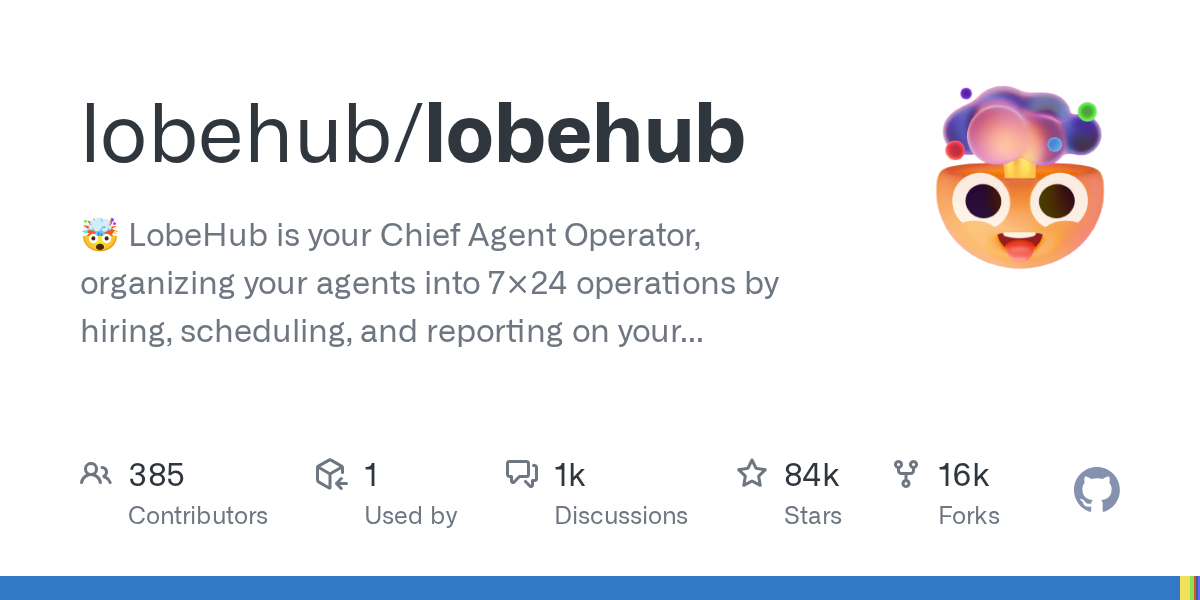 lobehub/lobehub
🤯 LobeHub is your Chief Agent Operator,
organizing your agents into 7×24 operations by
hiring, scheduling, and reporting on your...
385 1 1k 84k 16k
Contributors Used by Discussions Stars Forks